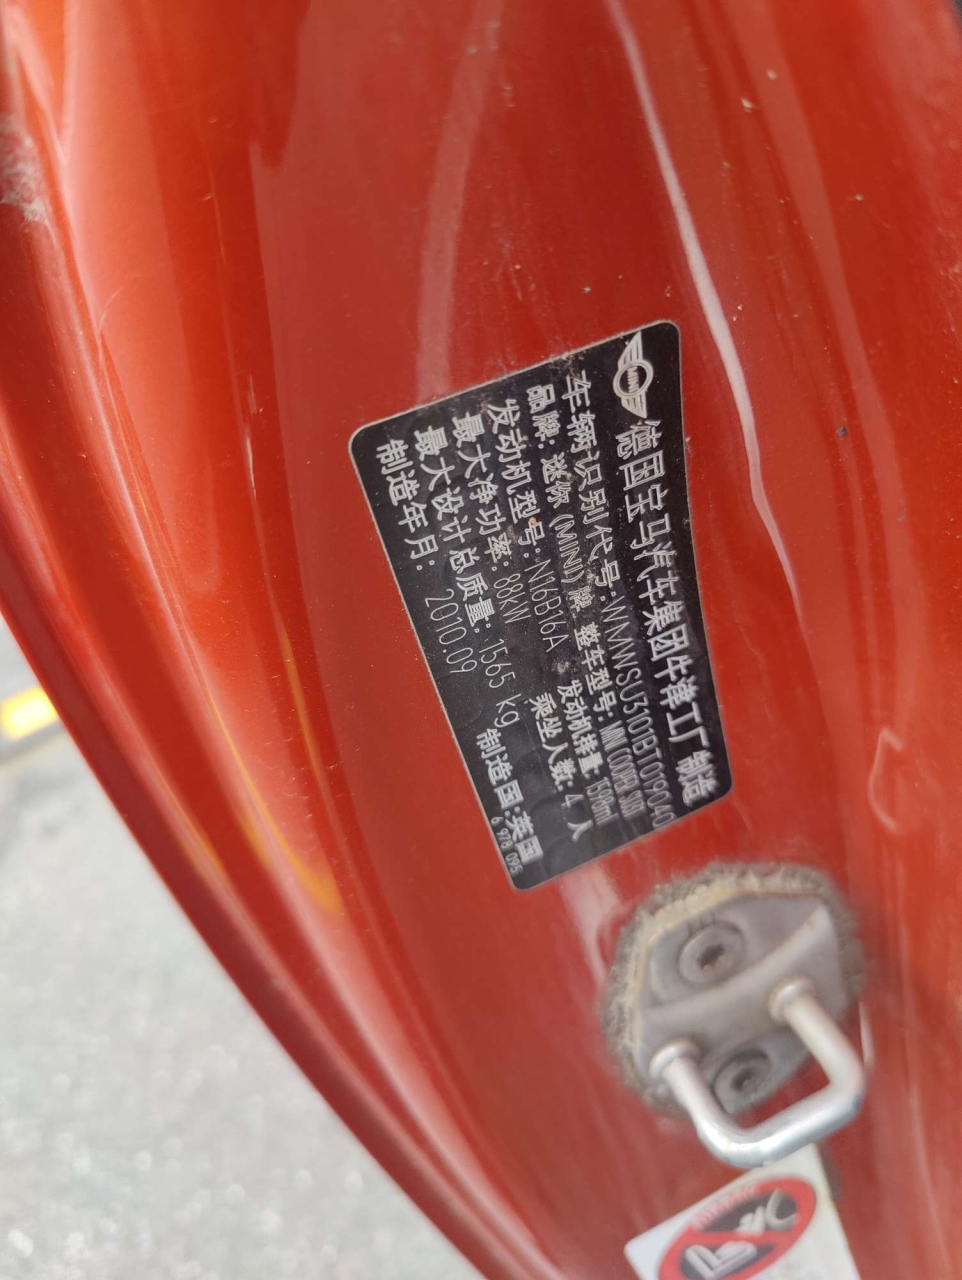 MINI
德国宝马汽车集团牛津工厂 制造
车辆识别代号:WMWSU3101BT019040
品牌: 迷你(MINI)牌 整车型号: MINI COOPER
发动机型号:N16B16A 发动机排量: 1598ml
最大净功率: 88kW 乘坐人数: 4 人
最大设计总质量: 1565 kg
制造年月: 2010.09 制造国:英国
6 978 095